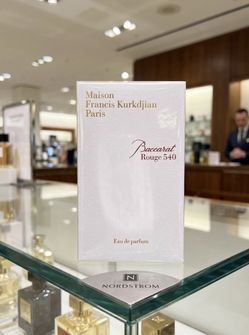 Maison
Francis Kurkdjian
Paris
Baccarat
Rouge 540
Eau de parfum
N
NORDSTROM